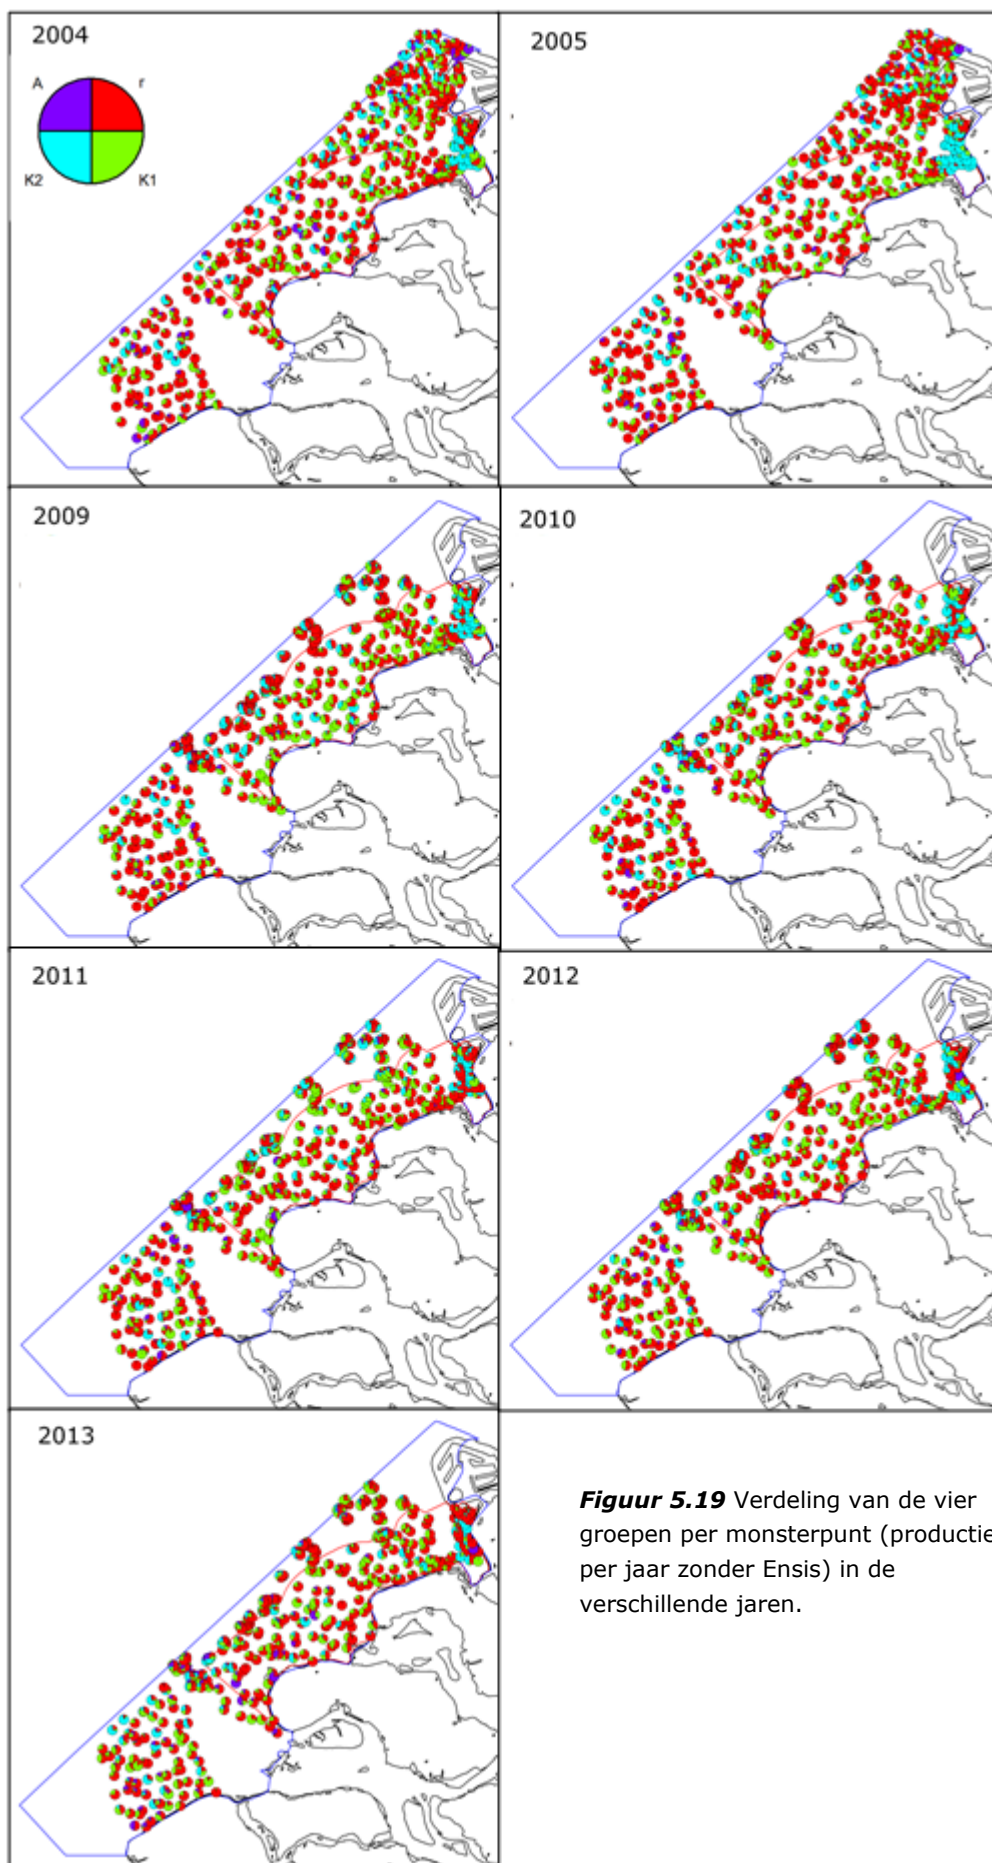 2004
2005
A
r
K2
K1
2009
2010
2011
2012
2013
Figuur 5.19 Verdeling van de vier
groepen per monsterpunt (productie
per jaar zonder Ensis) in de
verschillende jaren.